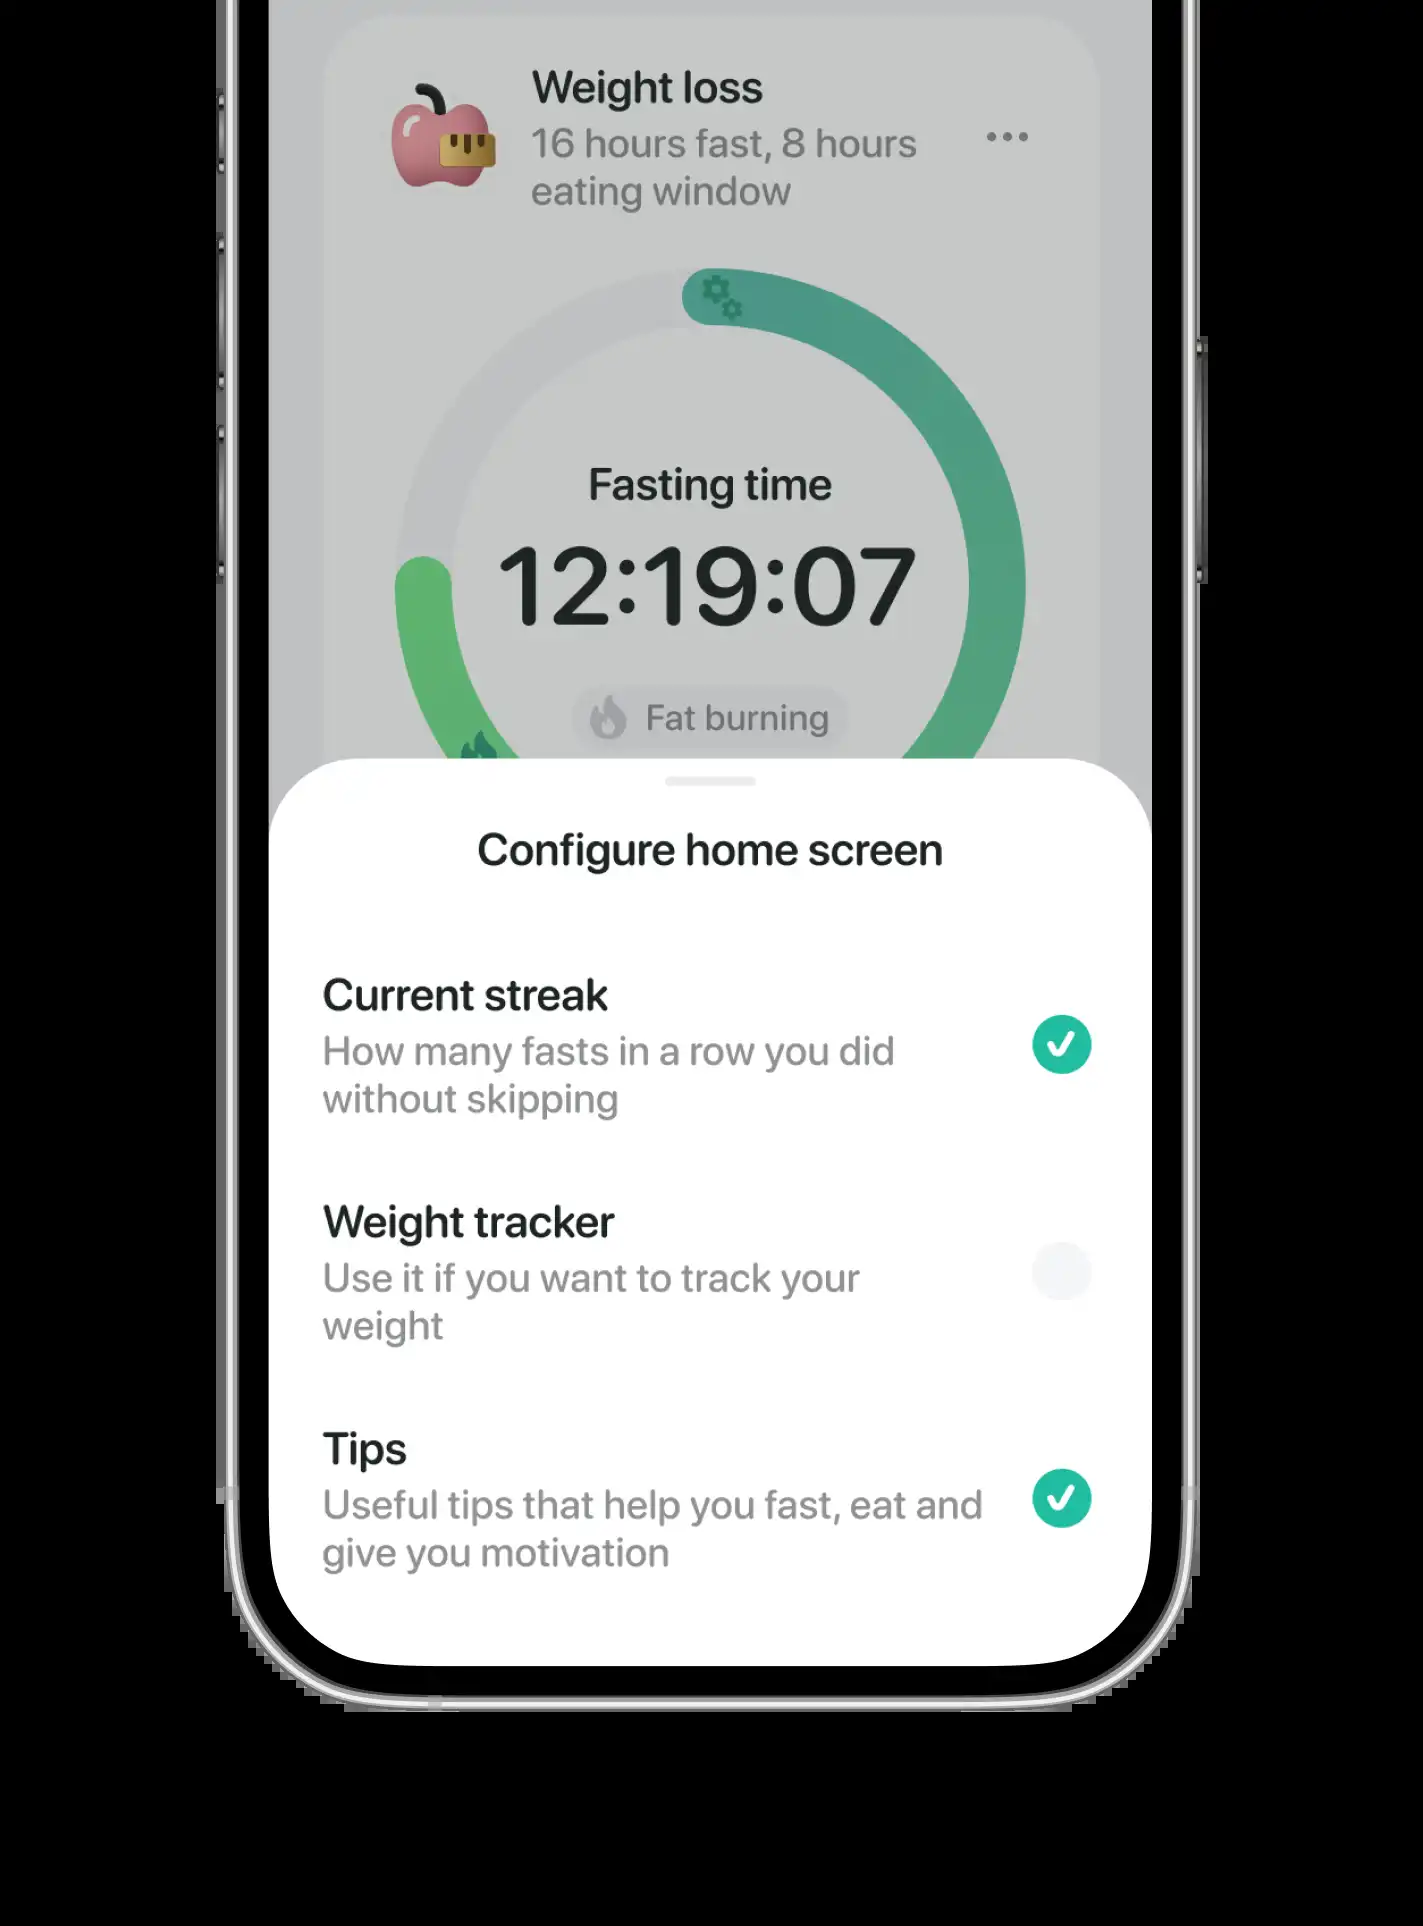 Weight loss
16 hours fast, 8 hours
eating window
Fasting time
12:19:07
Fat burning
Configure home screen
Current streak
How many fasts in a row you did
without skipping
Weight tracker
Use it if you want to track your
weight
Tips
Useful tips that help you fast, eat and
give you motivation